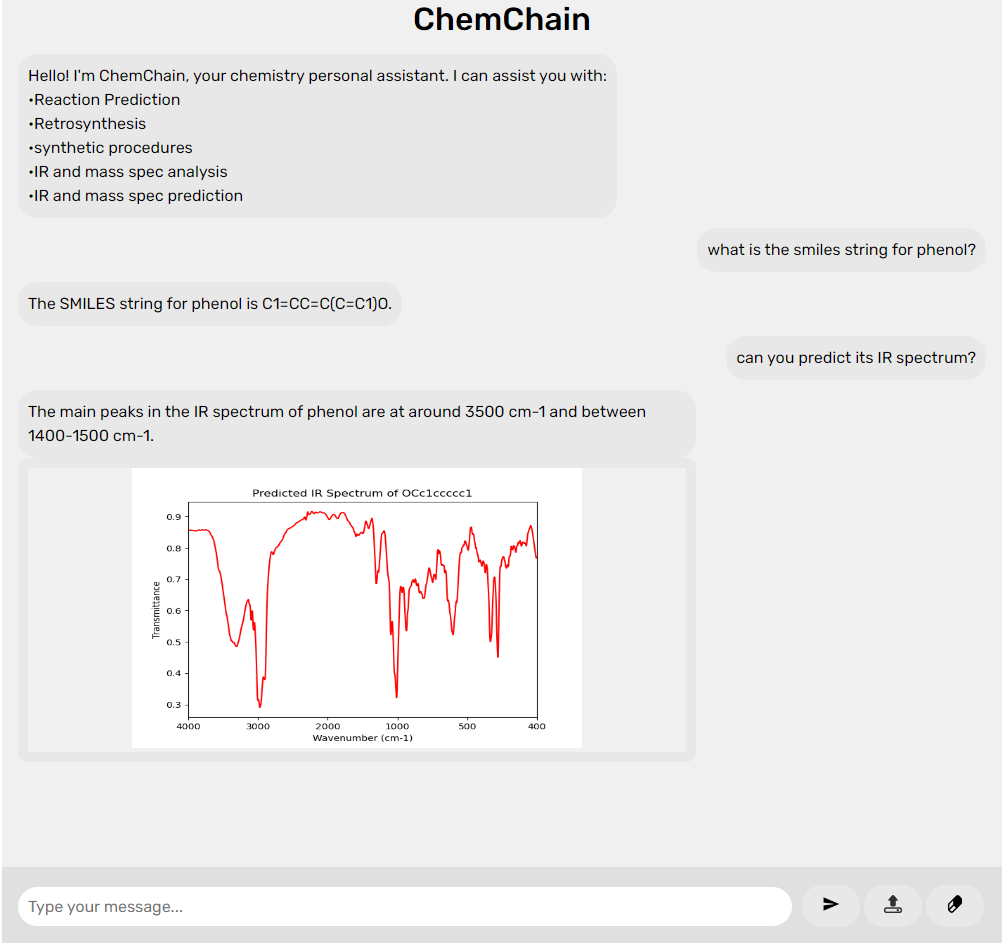 ChemChain
Hello! I'm ChemChain, your chemistry personal assistant. I can assist you with:
•Reaction Prediction
•Retrosynthesis
•synthetic procedures
•IR and mass spec analysis
•IR and mass spec prediction
what is the smiles string for phenol?
The SMILES string for phenol is C1=CC=C(C=C1)O.
can you predict its IR spectrum?
The main peaks in the IR spectrum of phenol are at around 3500 cm-1 and between
1400-1500 cm-1.
Predicted IR Spectrum of OCc1ccccc1
0.9
0.8
0.7
0.6
0.5
0.4
0.3
Transmittance
4000 3000 2000 1000 500 400
Wavenumber (cm-1)
Type your message...